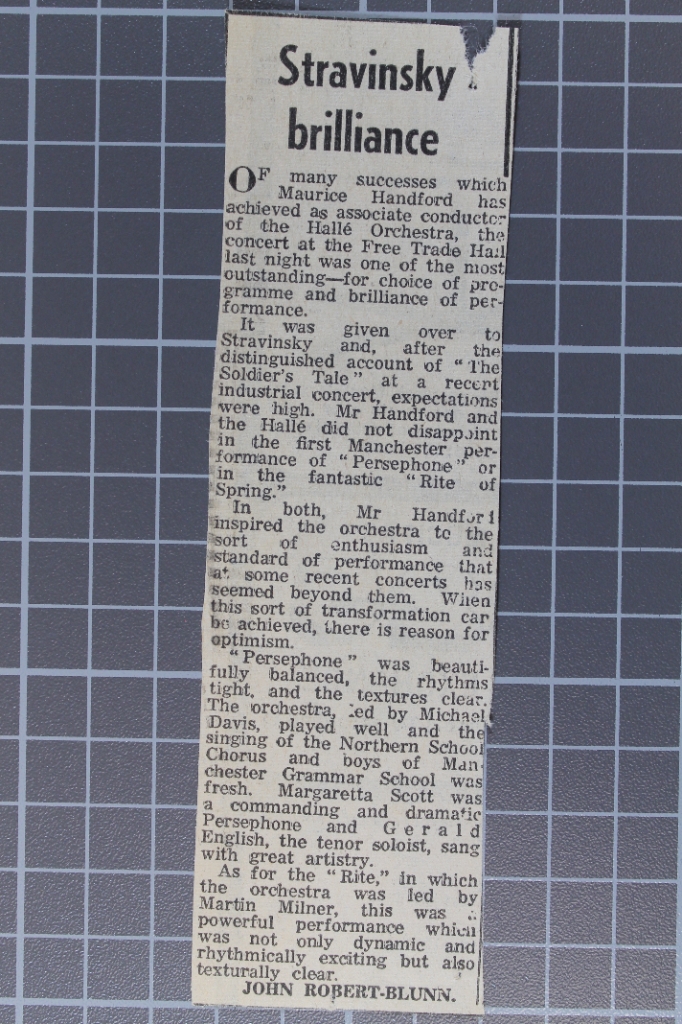 Stravinsky
brilliance
OF many successes which
Maurice Handford has
achieved as associate conductor
of the Hallé Orchestra, the
concert at the Free Trade Hall
last night was one of the most
outstanding—for choice of pro-
gramme and brilliance of per-
formance.
It was given over to
Stravinsky and, after the
distinguished account of "The
Soldier's Tale" at a recent
industrial concert, expectations
were high. Mr Handford and
the Hallé did not disappoint
in the first Manchester per-
formance of "Persephone" or
in the fantastic "Rite of
Spring."
In both, Mr Handford
inspired the orchestra to the
sort of enthusiasm and
standard of performance that
at some recent concerts has
seemed beyond them. When
this sort of transformation can
be achieved, there is reason for
optimism.
"Persephone" was beauti-
fully balanced, the rhythms
tight, and the textures clear.
The orchestra, led by Michael
Davis, played well and the
singing of the Northern School
Chorus and boys of Man-
chester Grammar School was
fresh. Margaretta Scott was
a commanding and dramatic
Persephone and Gerald
English, the tenor soloist, sang
with great artistry.
As for the "Rite," in which
the orchestra was led by
Martin Milner, this was a
powerful performance which
was not only dynamic and
rhythmically exciting but also
texturally clear.
JOHN ROBERT-BLUNN.